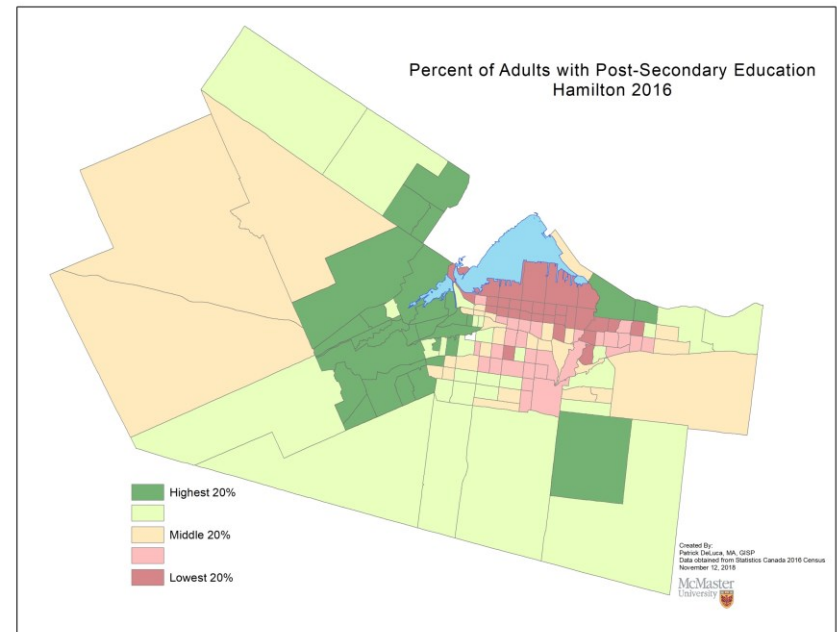 Percent of Adults with Post-Secondary Education
Hamilton 2016
Highest 20%
Middle 20%
Lowest 20%
Created By:
Patrick DeLuca, MA, GISP
Data obtained from Statistics Canada 2016 Census
November 12, 2018
McMaster
University